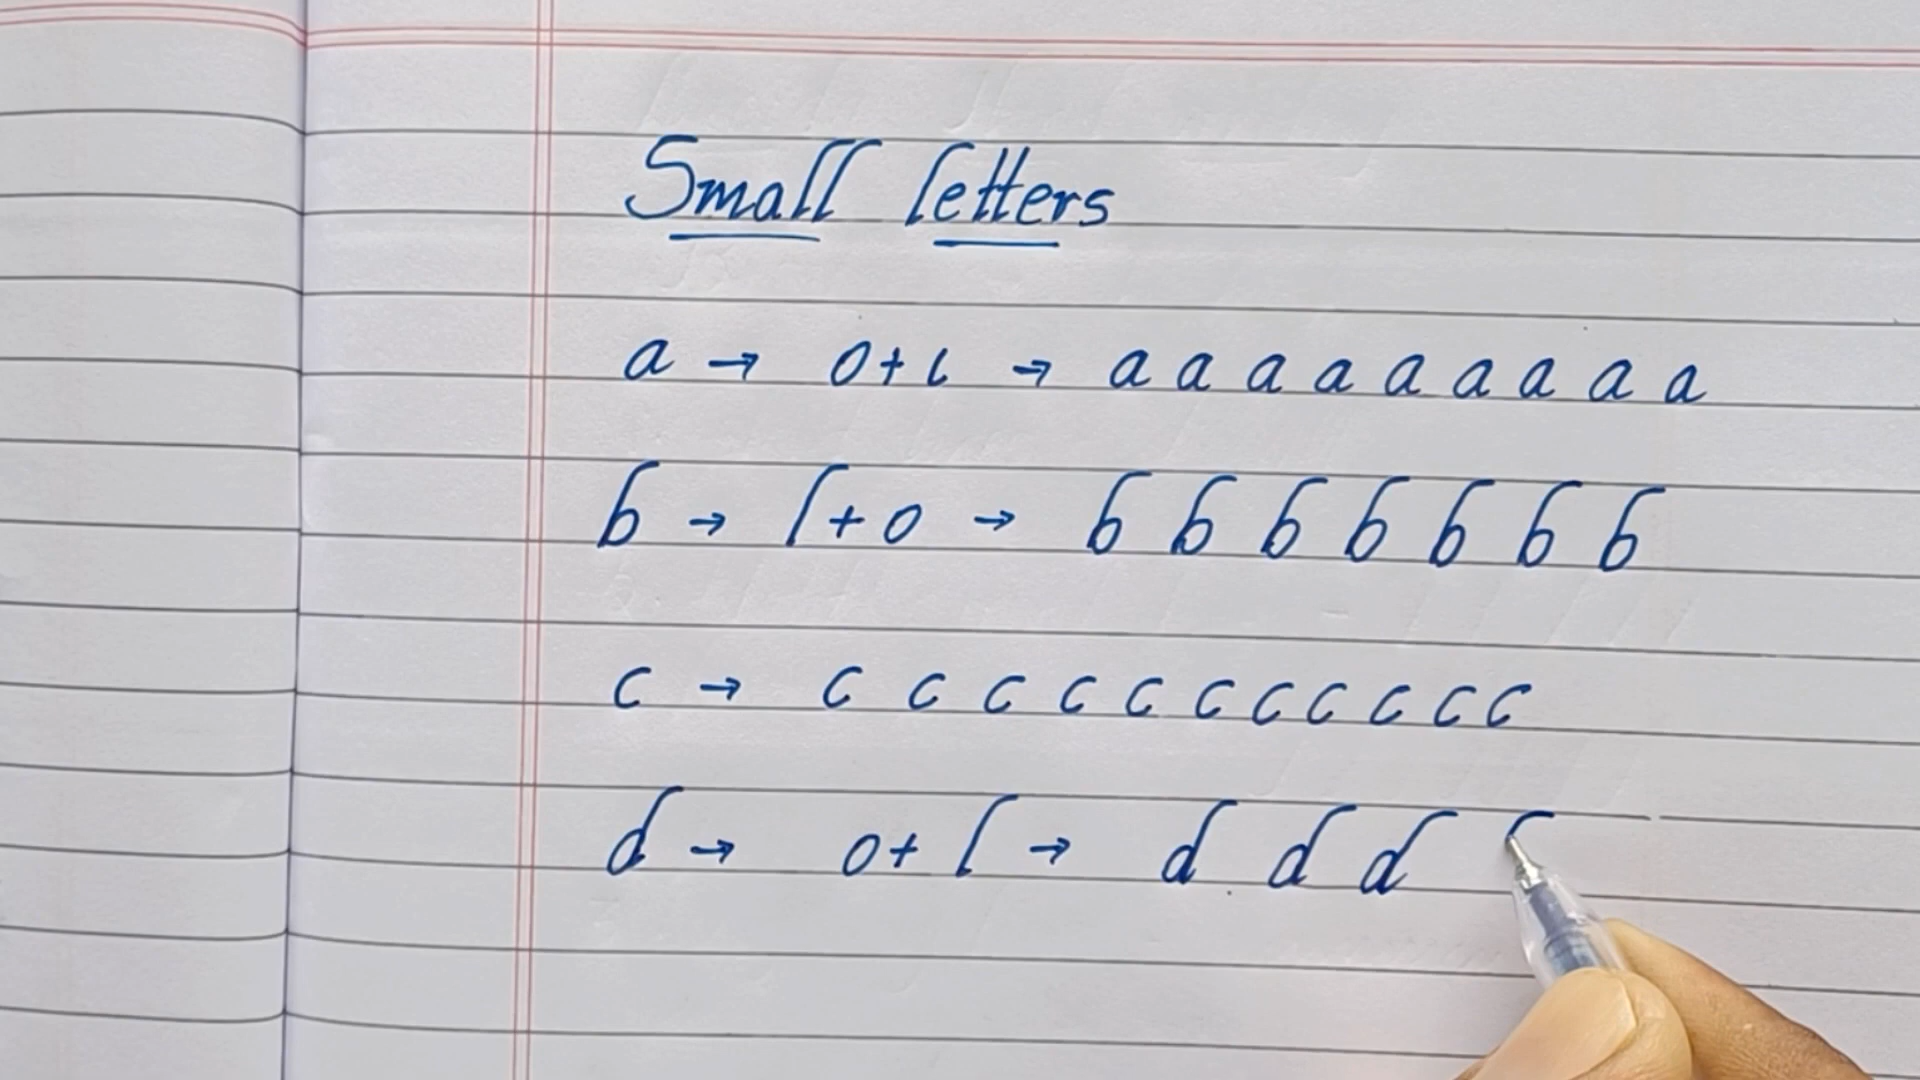 Small letters
a → o + ι → a a a a a a a a a
b → l + o → b b b b b b b
c → c c c c c c c c c c c
d → o + l → d d d